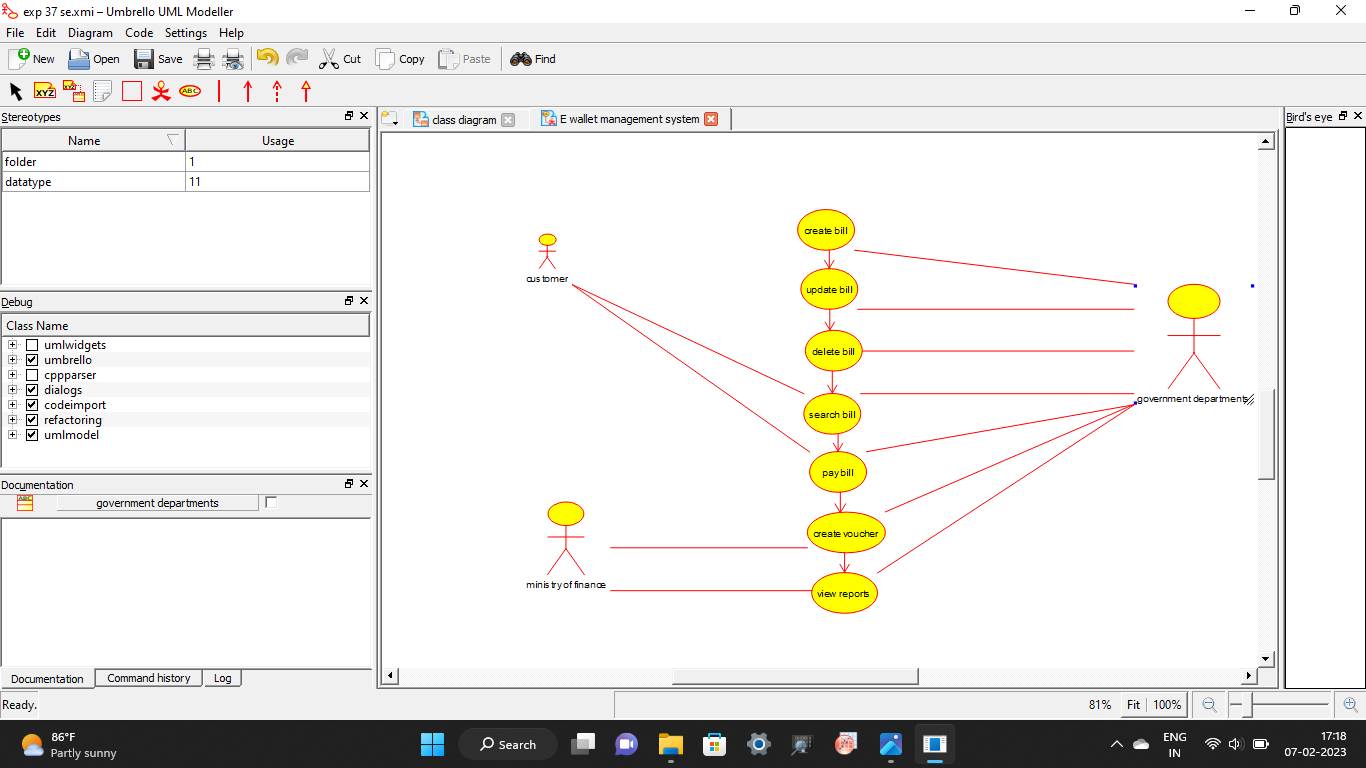 exp 37 se.xmi – Umbrello UML Modeller
File Edit Diagram Code Settings Help
New Open Save Cut Copy Paste Find
XYZ XYZ ABC
Stereotypes
Name Usage
folder 1
datatype 11
Debug
Class Name
umlwidgets
umbrello
cppparser
dialogs
codeimport
refactoring
umlmodel
Documentation
ABC government departments
Documentation Command history Log
class diagram E wallet management system
create bill
customer
update bill
delete bill
government departments
search bill
pay bill
create voucher
ministry of finance
view reports
Bird's eye
Ready. 81% Fit 100%
86°F
Partly sunny
Search
ENG
IN
17:18
07-02-2023